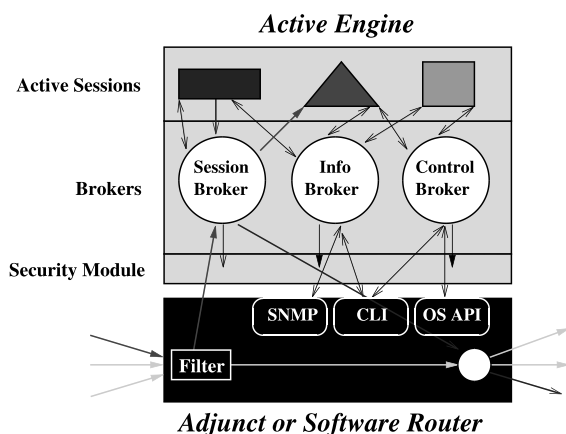 Active Engine
Active Sessions
Session
Broker
Info
Broker
Control
Broker
Brokers
Security Module
SNMP
CLI
OS API
Filter
Adjunct or Software Router